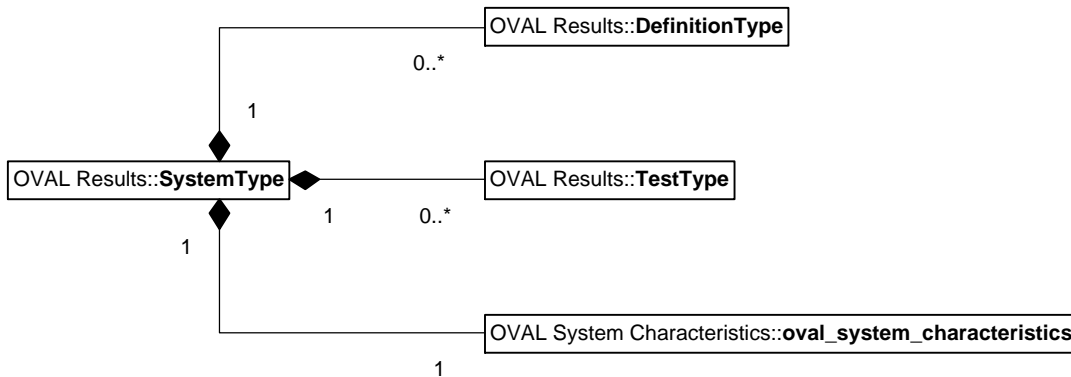 OVAL Results::DefinitionType
0..*
1
OVAL Results::SystemType
OVAL Results::TestType
1
0..*
1
OVAL System Characteristics::oval_system_characteristics
1